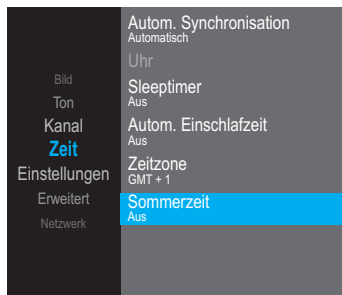 Bild
Ton
Kanal
Zeit
Einstellungen
Erweitert
Netzwerk
Autom. Synchronisation
Automatisch
Uhr
Sleeptimer
Aus
Autom. Einschlafzeit
Aus
Zeitzone
GMT + 1
Sommerzeit
Aus